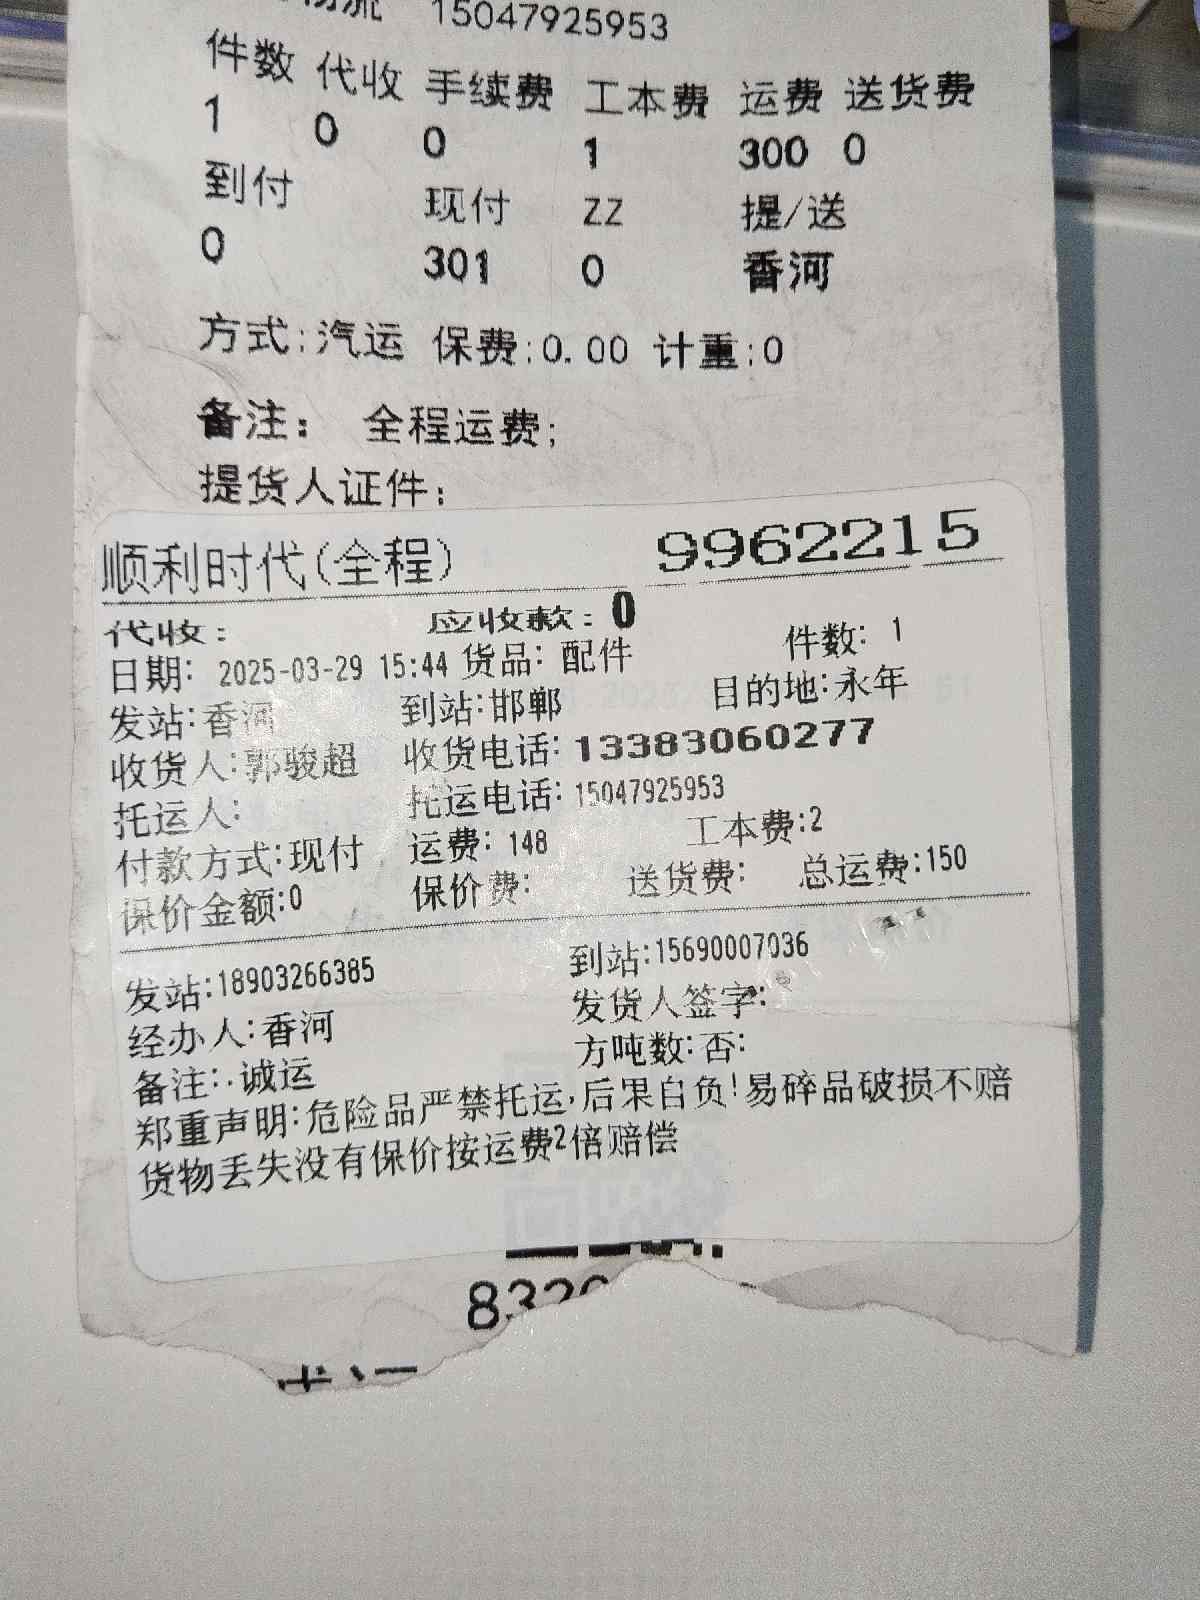 物流 15047925953
件数 代收 手续费 工本费 运费 送货费
1 0 0 1 300 0
到付 现付 ZZ 提/送
0 301 0 香河
方式:汽运 保费:0.00 计重:0
备注: 全程运费;
提货人证件:
顺利时代(全程) 9962215
代收: 应收款:0
日期: 2025-03-29 15:44 货品: 配件 件数: 1
发站:香河 到站:邯郸 目的地:永年
收货人:郭骏超 收货电话:13383060277
托运人: 托运电话:15047925953
付款方式:现付 运费: 148 工本费:2
保价金额:0 保价费: 送货费: 总运费:150
发站:18903266385 到站:15690007036
经办人:香河 发货人签字:
备注:.诚运 方吨数:否:
郑重声明:危险品严禁托运,后果自负!易碎品破损不赔
货物丢失没有保价按运费2倍赔偿
832